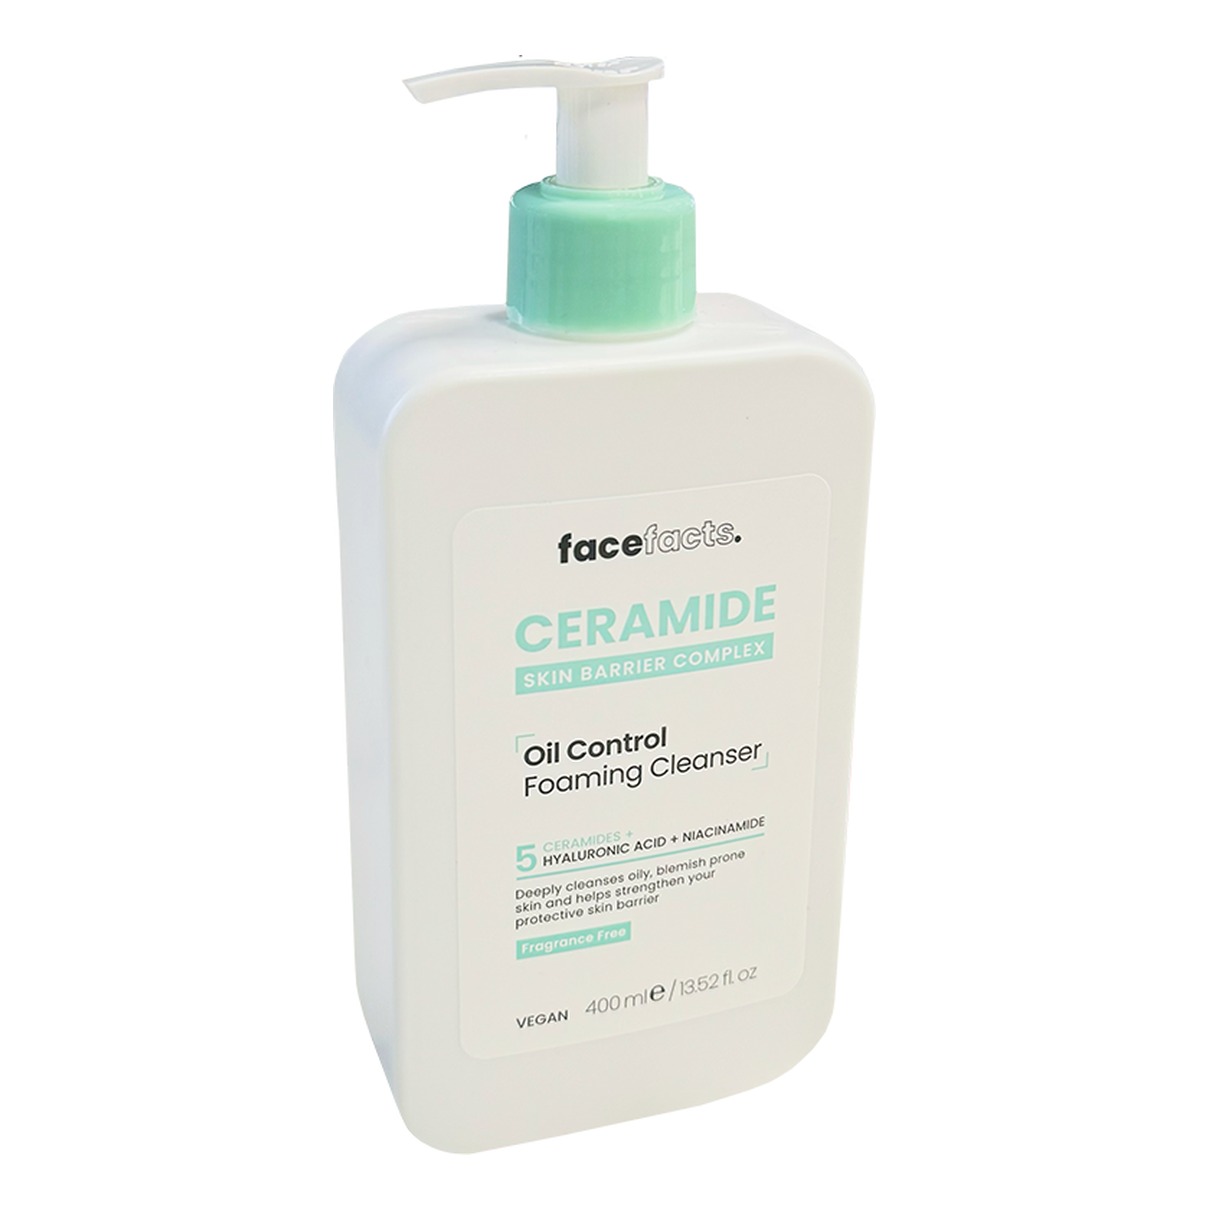 facefacts.
CERAMIDE
SKIN BARRIER COMPLEX
Oil Control
Foaming Cleanser
5 CERAMIDES +
HYALURONIC ACID + NIACINAMIDE
Deeply cleanses oily, blemish prone
skin and helps strengthen your
protective skin barrier
Fragrance Free
VEGAN 400 ml e / 13.52 fl. oz